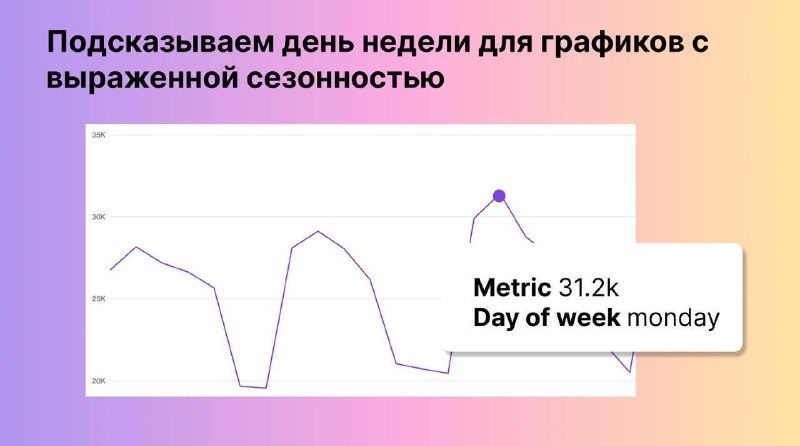 Подсказываем день недели для графиков с
выраженной сезонностью
35K
30K
25K
20K
Metric 31.2k
Day of week monday